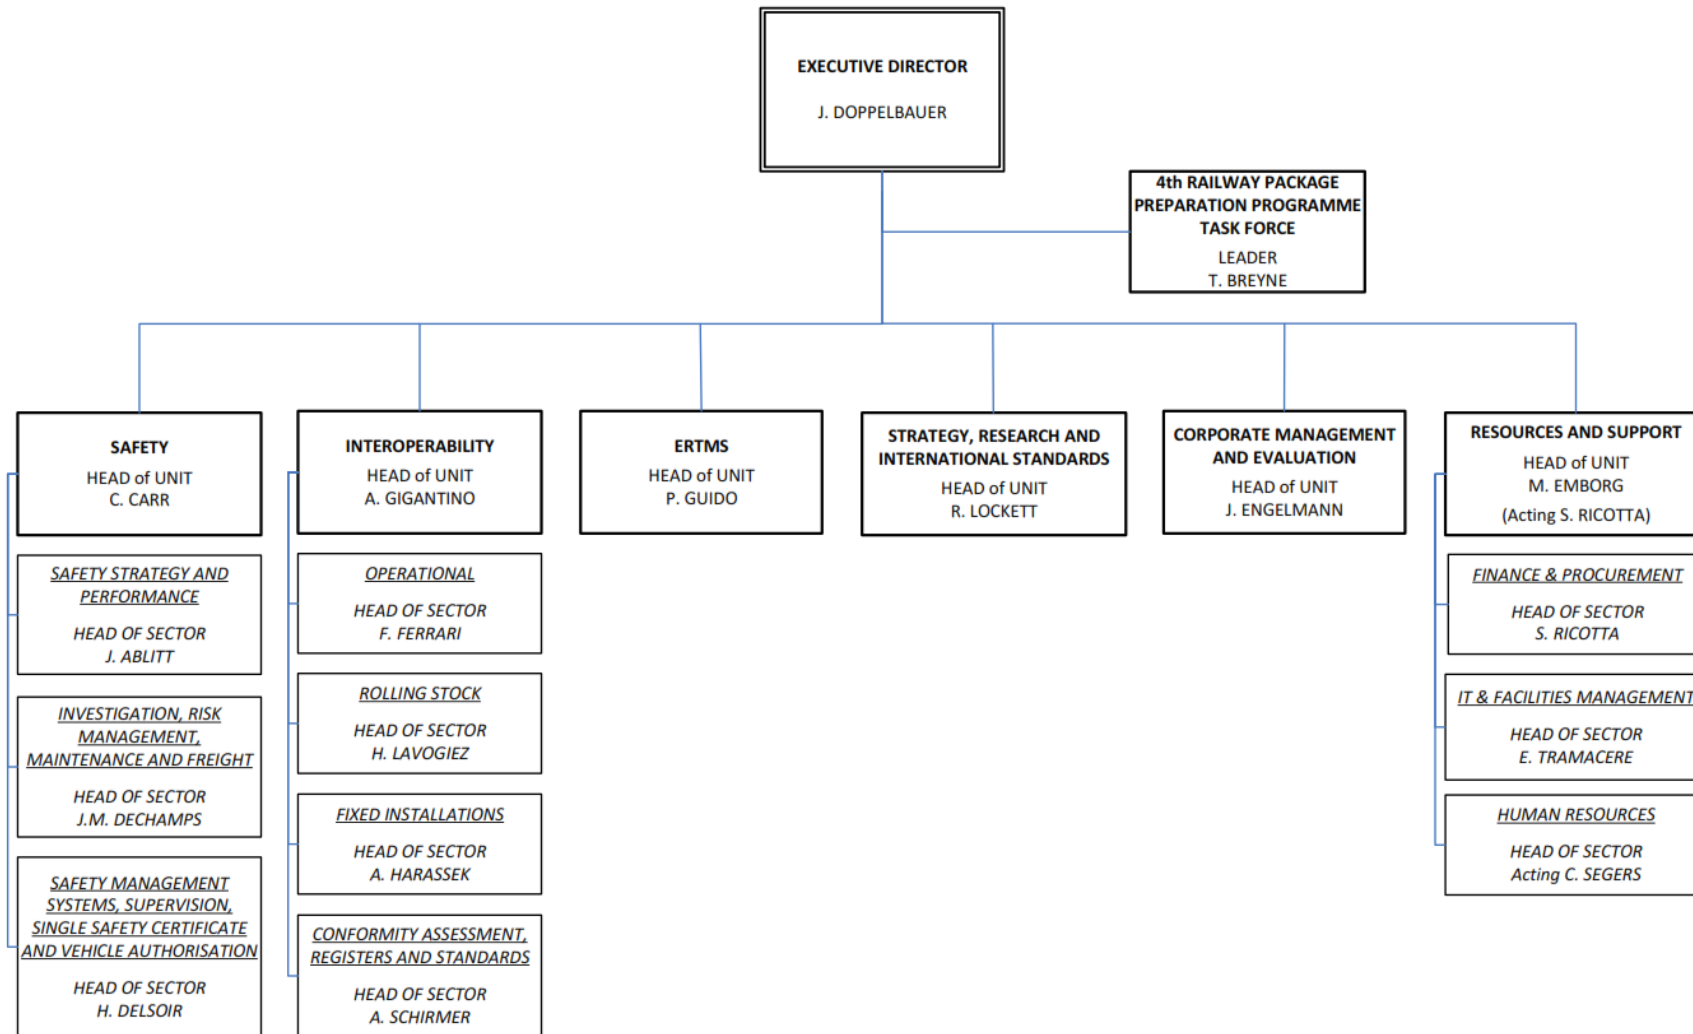 EXECUTIVE DIRECTOR
J. DOPPELBAUER
4th RAILWAY PACKAGE
PREPARATION PROGRAMME
TASK FORCE
LEADER
T. BREYNE
SAFETY
HEAD of UNIT
C. CARR
SAFETY STRATEGY AND
PERFORMANCE
HEAD OF SECTOR
J. ABLITT
INVESTIGATION, RISK
MANAGEMENT,
MAINTENANCE AND FREIGHT
HEAD OF SECTOR
J.M. DECHAMPS
SAFETY MANAGEMENT
SYSTEMS, SUPERVISION,
SINGLE SAFETY CERTIFICATE
AND VEHICLE AUTHORISATION
HEAD OF SECTOR
H. DELSOIR
INTEROPERABILITY
HEAD of UNIT
A. GIGANTINO
OPERATIONAL
HEAD OF SECTOR
F. FERRARI
ROLLING STOCK
HEAD OF SECTOR
H. LAVOGIEZ
FIXED INSTALLATIONS
HEAD OF SECTOR
A. HARASSEK
CONFORMITY ASSESSMENT,
REGISTERS AND STANDARDS
HEAD OF SECTOR
A. SCHIRMER
ERTMS
HEAD of UNIT
P. GUIDO
STRATEGY, RESEARCH AND
INTERNATIONAL STANDARDS
HEAD of UNIT
R. LOCKETT
CORPORATE MANAGEMENT
AND EVALUATION
HEAD of UNIT
J. ENGELMANN
RESOURCES AND SUPPORT
HEAD of UNIT
M. EMBORG
(Acting S. RICOTTA)
FINANCE & PROCUREMENT
HEAD OF SECTOR
S. RICOTTA
IT & FACILITIES MANAGEMENT
HEAD OF SECTOR
E. TRAMACERE
HUMAN RESOURCES
HEAD OF SECTOR
Acting C. SEGERS